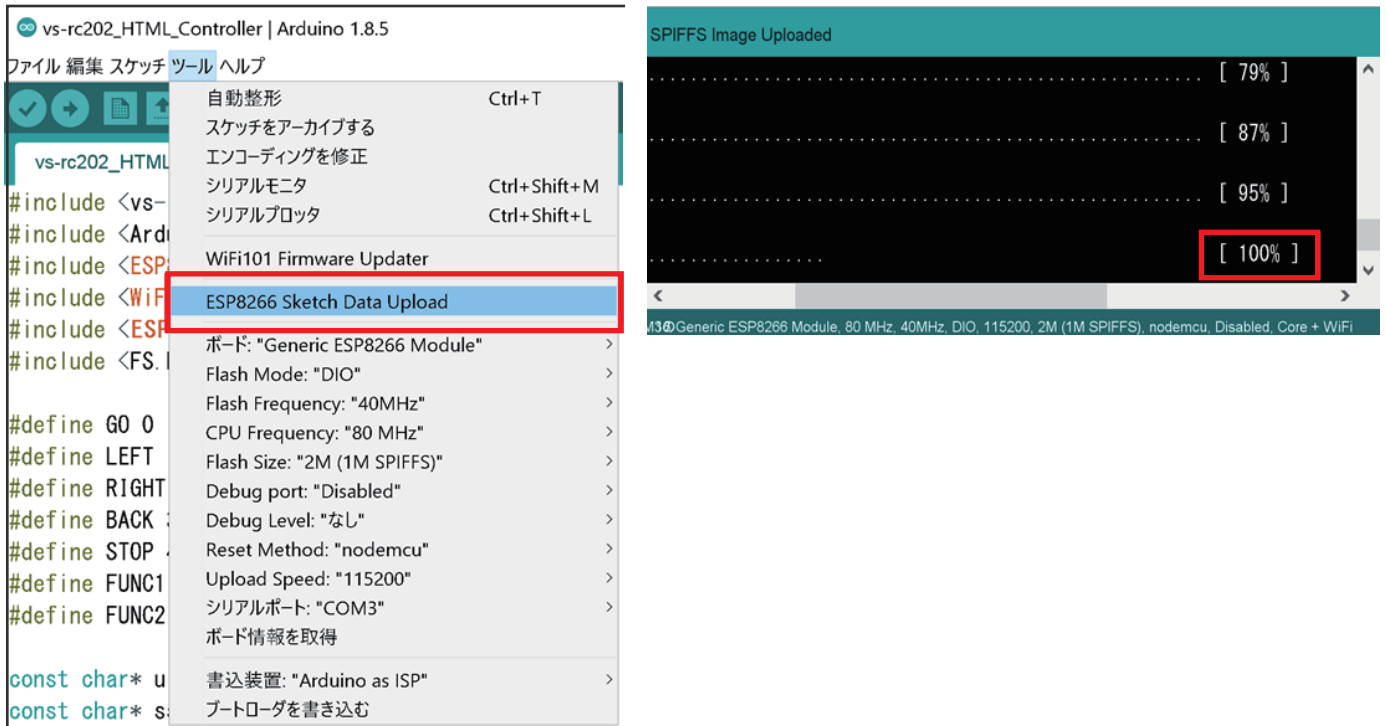 vs-rc202_HTML_Controller | Arduino 1.8.5
ファイル 編集 スケッチ ツール ヘルプ
vs-rc202_HTML
#include <vs-
#include <Ard
#include <ESP
#include <WiF
#include <ESP
#include <FS.
#define GO 0
#define LEFT
#define RIGHT
#define BACK
#define STOP
#define FUNC1
#define FUNC2
const char* u
const char* s
自動整形 Ctrl+T
スケッチをアーカイブする
エンコーディングを修正
シリアルモニタ Ctrl+Shift+M
シリアルプロッタ Ctrl+Shift+L
WiFi101 Firmware Updater
ESP8266 Sketch Data Upload
ボード: "Generic ESP8266 Module"
Flash Mode: "DIO"
Flash Frequency: "40MHz"
CPU Frequency: "80 MHz"
Flash Size: "2M (1M SPIFFS)"
Debug port: "Disabled"
Debug Level: "なし"
Reset Method: "nodemcu"
Upload Speed: "115200"
シリアルポート: "COM3"
ボード情報を取得
書込装置: "Arduino as ISP"
ブートローダを書き込む
SPIFFS Image Uploaded
.......................................................... [ 79% ]
.......................................................... [ 87% ]
.......................................................... [ 95% ]
.................. [ 100% ]
Generic ESP8266 Module, 80 MHz, 40MHz, DIO, 115200, 2M (1M SPIFFS), nodemcu, Disabled, Core + WiFi